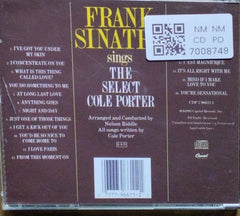 FRANK
SINATR
sings
THE
SELECT
COLE PORTER
Arranged and Conducted by
Nelson Riddle
All songs written by
Cole Porter
I'VE GOT YOU UNDER
MY SKIN
I CONCENTRATE ON YOU
WHAT IS THIS THING
CALLED LOVE?
YOU DO SOMETHING TO ME
AT LONG LAST LOVE
ANYTHING GOES
NIGHT AND DAY
JUST ONE OF THOSE THINGS
I GET A KICK OUT OF YOU
YOU'D BE SO NICE TO
COME HOME TO
I LOVE PARIS
FROM THIS MOMENT ON
C'EST MAGNIFIQUE
IT'S ALL RIGHT WITH ME
MIND IF I MAKE
LOVE TO YOU
YOU'RE SENSATIONAL
NM NM
CD PD
7008749
Capitol